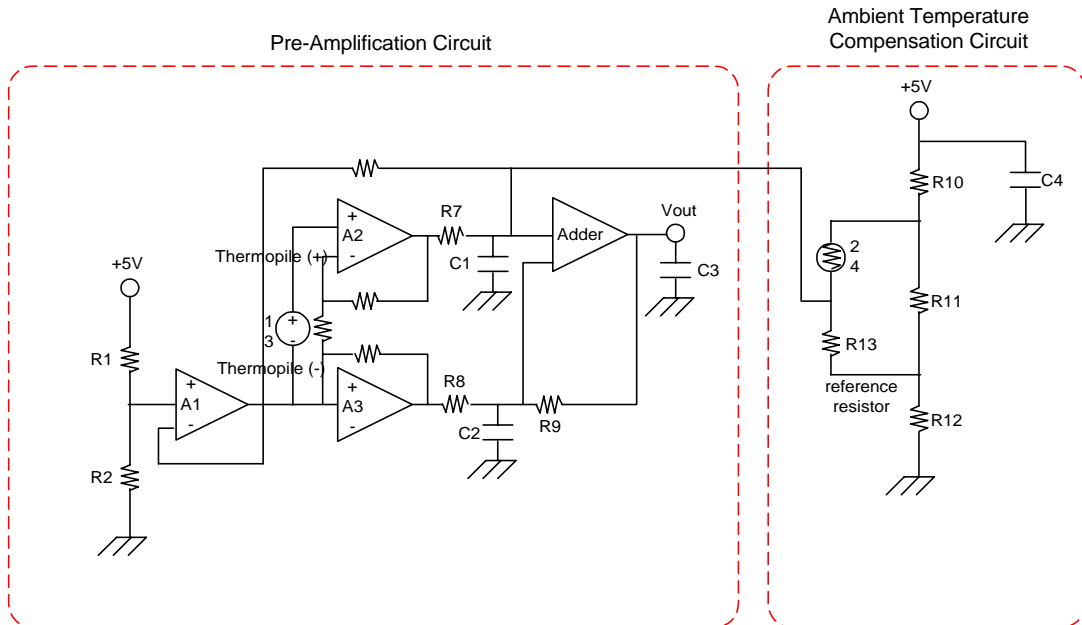 Pre-Amplification Circuit
Ambient Temperature
Compensation Circuit
+5V
R10
C4
R7
Vout
+
A2
-
Adder
Thermopile (+)
C1
C3
2
4
+5V
R11
1
3
+
-
R1
R13
Thermopile (-)
R8
reference
resistor
+
A1
-
+
A3
-
R9
R12
C2
R2